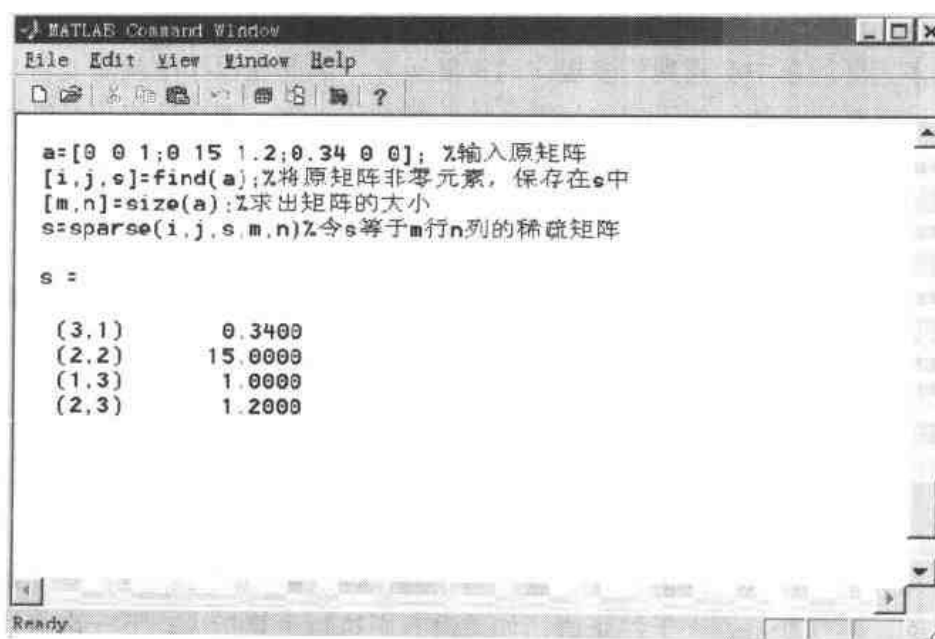 MATLAB Command Window
File Edit View Window Help
?
a=[0 0 1;0 15 1.2;0.34 0 0]; %输入原矩阵
[i,j,s]=find(a);%将原矩阵非零元素，保存在s中
[m,n]=size(a);%求出矩阵的大小
s=sparse(i,j,s,m,n)%令s等于m行n列的稀疏矩阵
s =
(3,1) 0.3400
(2,2) 15.0000
(1,3) 1.0000
(2,3) 1.2000
Ready